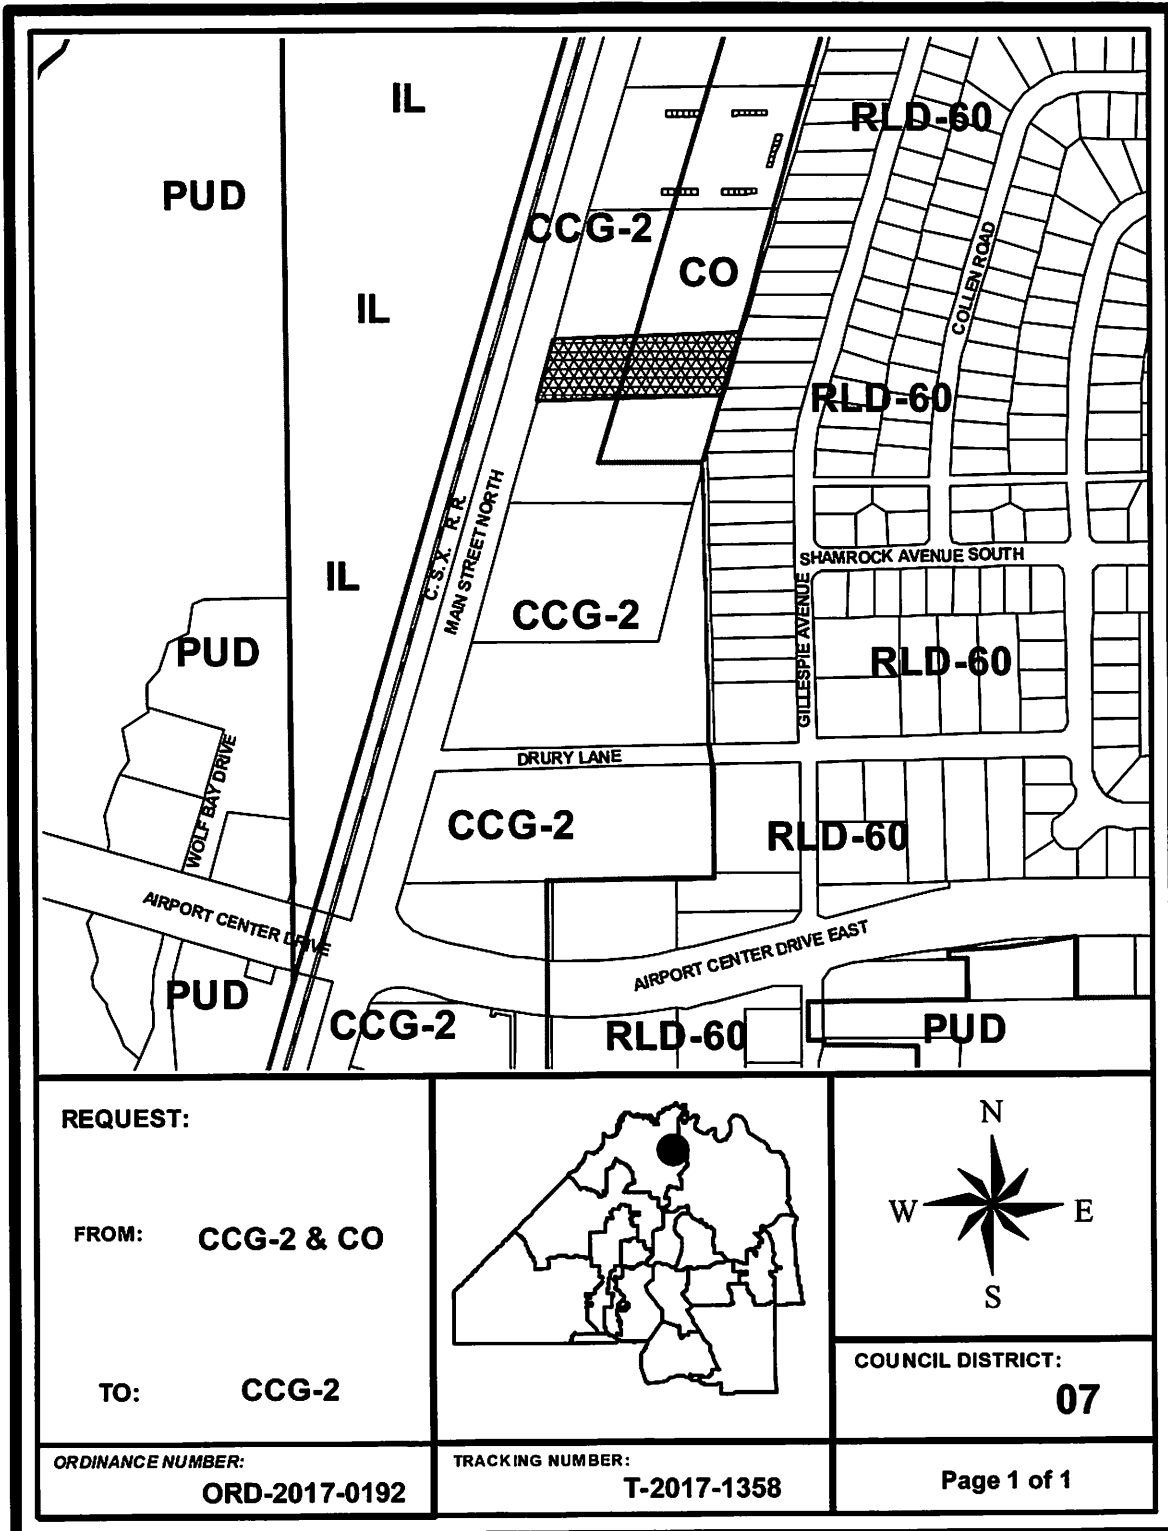 IL
RLD-60
PUD
CCG-2
CO
COLLEN ROAD
IL
RLD-60
C. S. X. R. R.
MAIN STREET NORTH
SHAMROCK AVENUE SOUTH
IL
CCG-2
GILLESPIE AVENUE
PUD
RLD-60
DRURY LANE
WOLF BAY DRIVE
CCG-2
RLD-60
AIRPORT CENTER DRIVE
AIRPORT CENTER DRIVE EAST
PUD
CCG-2
RLD-60
PUD
REQUEST:
FROM: CCG-2 & CO
TO: CCG-2
N
W E
S
COUNCIL DISTRICT:
07
ORDINANCE NUMBER:
ORD-2017-0192
TRACKING NUMBER:
T-2017-1358
Page 1 of 1